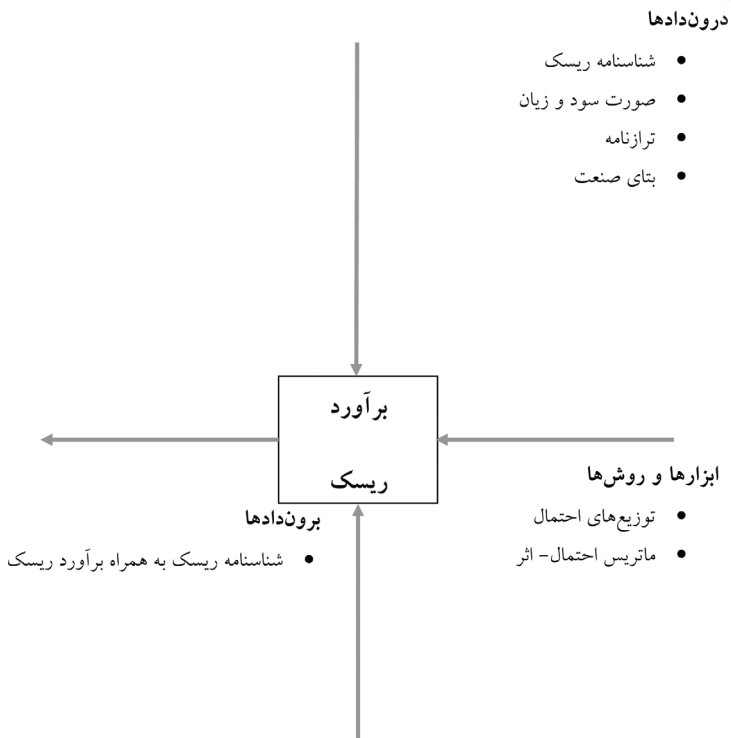 درون‌دادها
• شناسنامه ریسک
• صورت سود و زیان
• ترازنامه
• بتای صنعت
برآورد
ریسک
ابزارها و روش‌ها
• توزیع‌های احتمال
• ماتریس احتمال- اثر
برون‌دادها
• شناسنامه ریسک به همراه برآورد ریسک